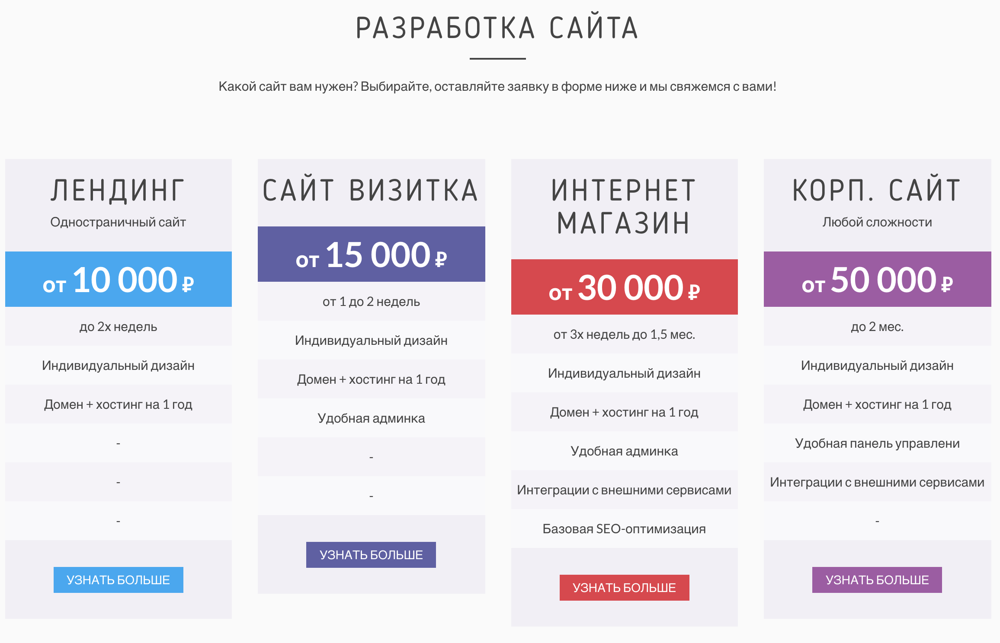 РАЗРАБОТКА САЙТА
Какой сайт вам нужен? Выбирайте, оставляйте заявку в форме ниже и мы свяжемся с вами!
ЛЕНДИНГ
Одностраничный сайт
от 10 000 ₽
до 2х недель
Индивидуальный дизайн
Домен + хостинг на 1 год
-
-
-
УЗНАТЬ БОЛЬШЕ
САЙТ ВИЗИТКА
от 15 000 ₽
от 1 до 2 недель
Индивидуальный дизайн
Домен + хостинг на 1 год
Удобная админка
-
-
УЗНАТЬ БОЛЬШЕ
ИНТЕРНЕТ
МАГАЗИН
от 30 000 ₽
от 3х недель до 1,5 мес.
Индивидуальный дизайн
Домен + хостинг на 1 год
Удобная админка
Интеграции с внешними сервисами
Базовая SEO-оптимизация
УЗНАТЬ БОЛЬШЕ
КОРП. САЙТ
Любой сложности
от 50 000 ₽
до 2 мес.
Индивидуальный дизайн
Домен + хостинг на 1 год
Удобная панель управлени
Интеграции с внешними сервисами
-
УЗНАТЬ БОЛЬШЕ